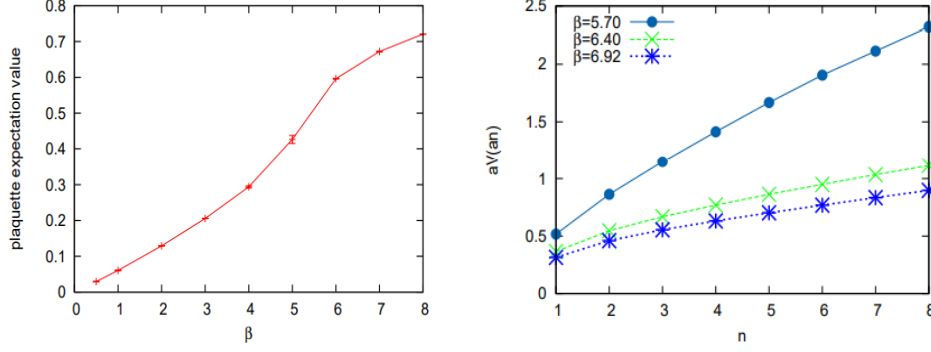 plaquette expectation value
0.8
0.7
0.6
0.5
0.4
0.3
0.2
0.1
0
0 1 2 3 4 5 6 7 8
β
aV(an)
2.5
2
1.5
1
0.5
0
β=5.70
β=6.40
β=6.92
1 2 3 4 5 6 7 8
n